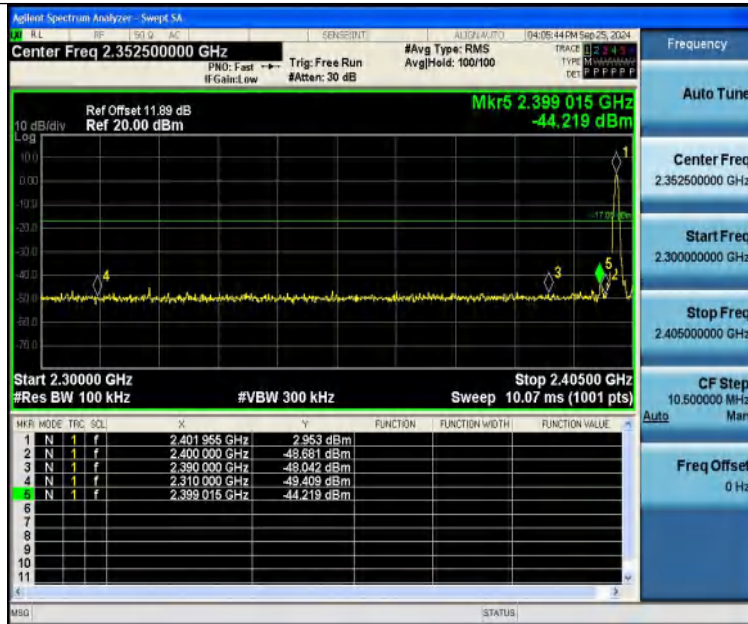 Agilent Spectrum Analyzer - Swept SA
RL RF 50 Ω AC SENSE:INT ALIGN AUTO 04:05:44 PM Sep 25, 2024
Center Freq 2.352500000 GHz
PNO: Fast
IFGain:Low
Trig: Free Run
#Atten: 30 dB
#Avg Type: RMS
Avg|Hold: 100/100
TRACE 1 2 3 4 5 6
TYPE M
DET P P P P P P
Mkr5 2.399 015 GHz
-44.219 dBm
Ref Offset 11.89 dB
10 dB/div Ref 20.00 dBm
Log
10.0
0.00
-10.0
-20.0
-30.0
-40.0
-50.0
-60.0
-70.0
1
4
3
5
2
Start 2.30000 GHz
Stop 2.40500 GHz
#Res BW 100 kHz
#VBW 300 kHz
Sweep 10.07 ms (1001 pts)
MKR MODE TRC SCL X Y FUNCTION FUNCTION WIDTH FUNCTION VALUE
1 N 1 f 2.401 955 GHz 2.953 dBm
2 N 1 f 2.400 000 GHz -48.681 dBm
3 N 1 f 2.390 000 GHz -48.042 dBm
4 N 1 f 2.310 000 GHz -49.409 dBm
5 N 1 f 2.399 015 GHz -44.219 dBm
6
7
8
9
10
11
MSG
STATUS
Frequency
Auto Tune
Center Freq
2.352500000 GHz
Start Freq
2.300000000 GHz
Stop Freq
2.405000000 GHz
CF Step
10.500000 MHz
Auto Man
Freq Offset
0 Hz